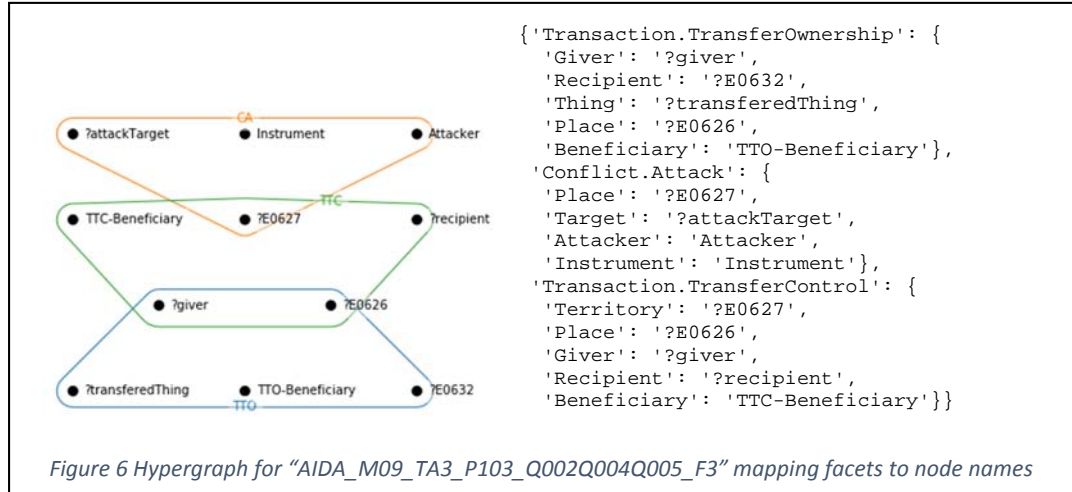 CA
?attackTarget Instrument Attacker
TTC
TTC-Beneficiary ?E0627 ?recipient
?giver ?E0626
?transferedThing TTO-Beneficiary ?E0632
TTO
{'Transaction.TransferOwnership': {
'Giver': '?giver',
'Recipient': '?E0632',
'Thing': '?transferedThing',
'Place': '?E0626',
'Beneficiary': 'TTO-Beneficiary'},
'Conflict.Attack': {
'Place': '?E0627',
'Target': '?attackTarget',
'Attacker': 'Attacker',
'Instrument': 'Instrument'},
'Transaction.TransferControl': {
'Territory': '?E0627',
'Place': '?E0626',
'Giver': '?giver',
'Recipient': '?recipient',
'Beneficiary': 'TTC-Beneficiary'}}
Figure 6 Hypergraph for “AIDA_M09_TA3_P103_Q002Q004Q005_F3” mapping facets to node names